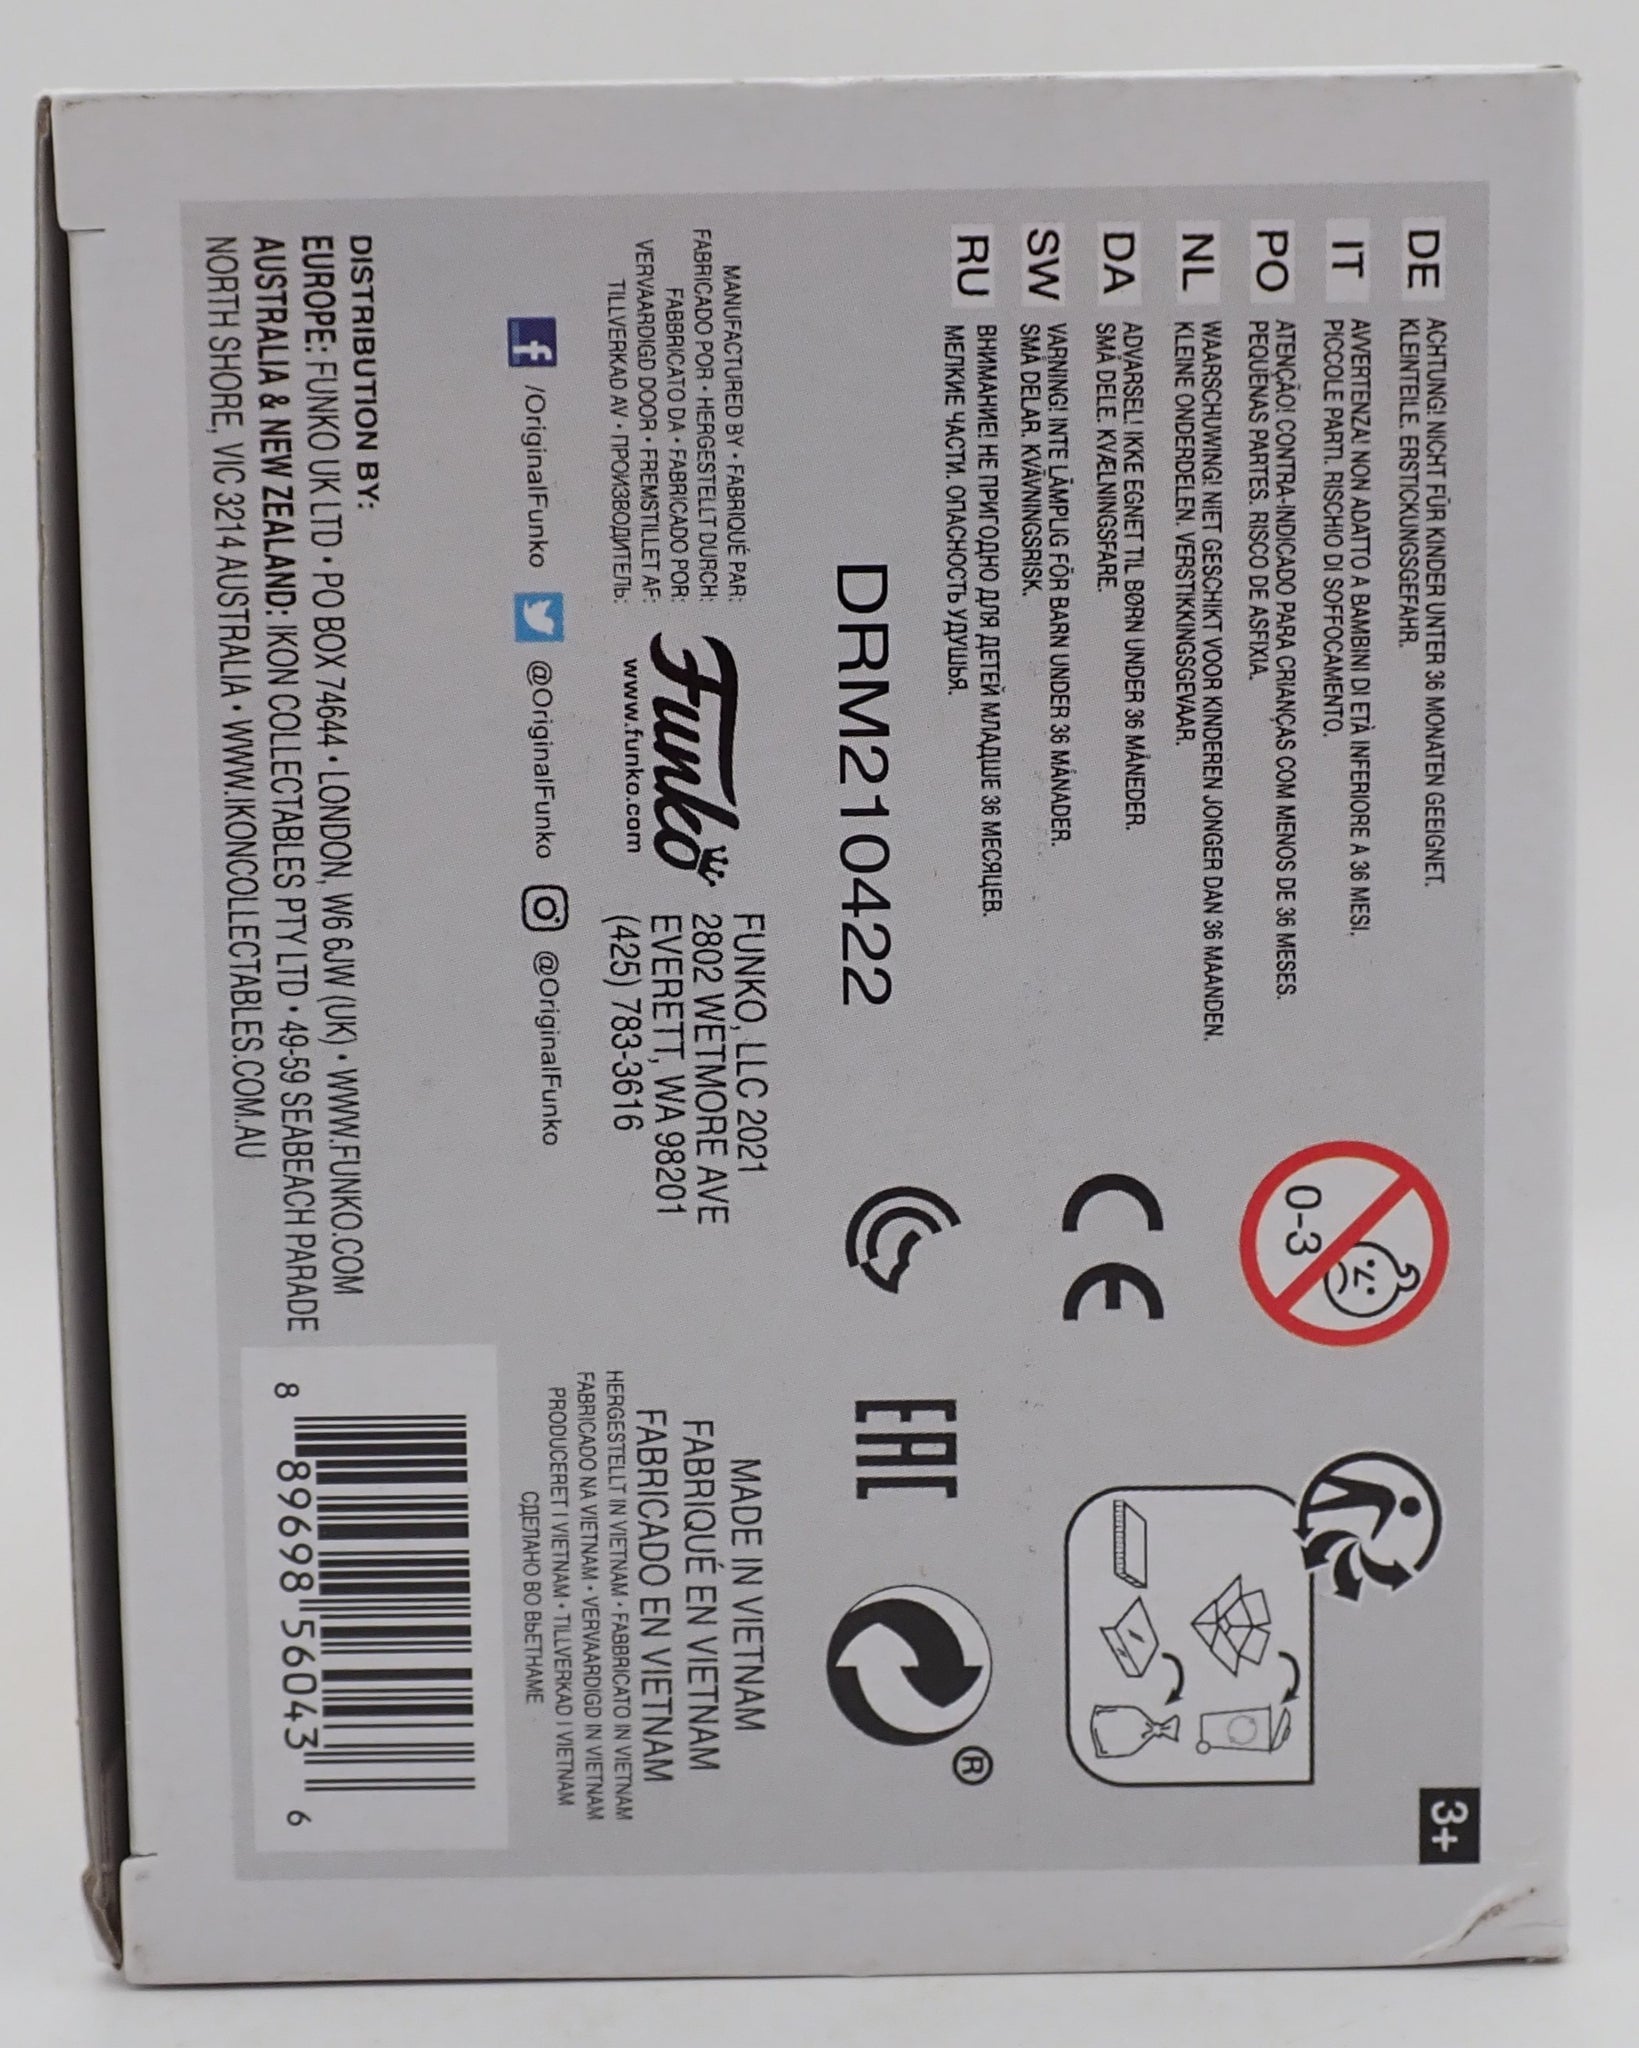 DE
ACHTUNG! NICHT FÜR KINDER UNTER 36 MONATEN GEEIGNET.
KLEINTEILE. ERSTICKUNGSGEFAHR.
IT
AVVERTENZA! NON ADATTO A BAMBINI DI ETÀ INFERIORE A 36 MESI.
PICCOLE PARTI. RISCHIO DI SOFFOCAMENTO.
PO
ATENÇÃO! CONTRA-INDICADO PARA CRIANÇAS COM MENOS DE 36 MESES.
PEQUENAS PARTES. RISCO DE ASFIXIA.
NL
WAARSCHUWING! NIET GESCHIKT VOOR KINDEREN JONGER DAN 36 MAANDEN.
KLEINE ONDERDELEN. VERSTIKKINGSGEVAAR.
DA
ADVARSEL! IKKE EGNET TIL BØRN UNDER 36 MÅNEDER.
SMÅ DELE. KVÆLNINGSFARE.
SW
VARNING! INTE LÄMPLIG FÖR BARN UNDER 36 MÅNADER.
SMÅ DELAR. KVÄVNINGSRISK.
RU
ВНИМАНИЕ! НЕ ПРИГОДНО ДЛЯ ДЕТЕЙ МЛАДШЕ 36 МЕСЯЦЕВ.
МЕЛКИЕ ЧАСТИ. ОПАСНОСТЬ УДУШЬЯ.
0-3
3+
CE
DRM210422
EAC
®
MANUFACTURED BY • FABRIQUÉ PAR:
FABRICADO POR • HERGESTELLT DURCH:
FABBRICATO DA • FABRICADO POR:
VERVAARDIGD DOOR • FREMSTILLET AF:
TILLVERKAD AV • ПРОИЗВОДИТЕЛЬ:
Funko
www.funko.com
FUNKO, LLC 2021
2802 WETMORE AVE
EVERETT, WA 98201
(425) 783-3616
MADE IN VIETNAM
FABRIQUÉ EN VIETNAM
FABRICADO EN VIETNAM
HERGESTELLT IN VIETNAM • FABBRICATO IN VIETNAM
FABRICADO NA VIETNAM • VERVAARDIGD IN VIETNAM
PRODUCERET I VIETNAM • TILLVERKAD I VIETNAM
СДЕЛАНО ВО ВЬЕТНАМЕ
f /OriginalFunko @OriginalFunko @OriginalFunko
DISTRIBUTION BY:
EUROPE: FUNKO UK LTD • PO BOX 74644 • LONDON, W6 6JW (UK) • WWW.FUNKO.COM
AUSTRALIA & NEW ZEALAND: IKON COLLECTABLES PTY LTD • 49-59 SEABEACH PARADE
NORTH SHORE, VIC 3214 AUSTRALIA • WWW.IKONCOLLECTABLES.COM.AU
8 89698 56043 6